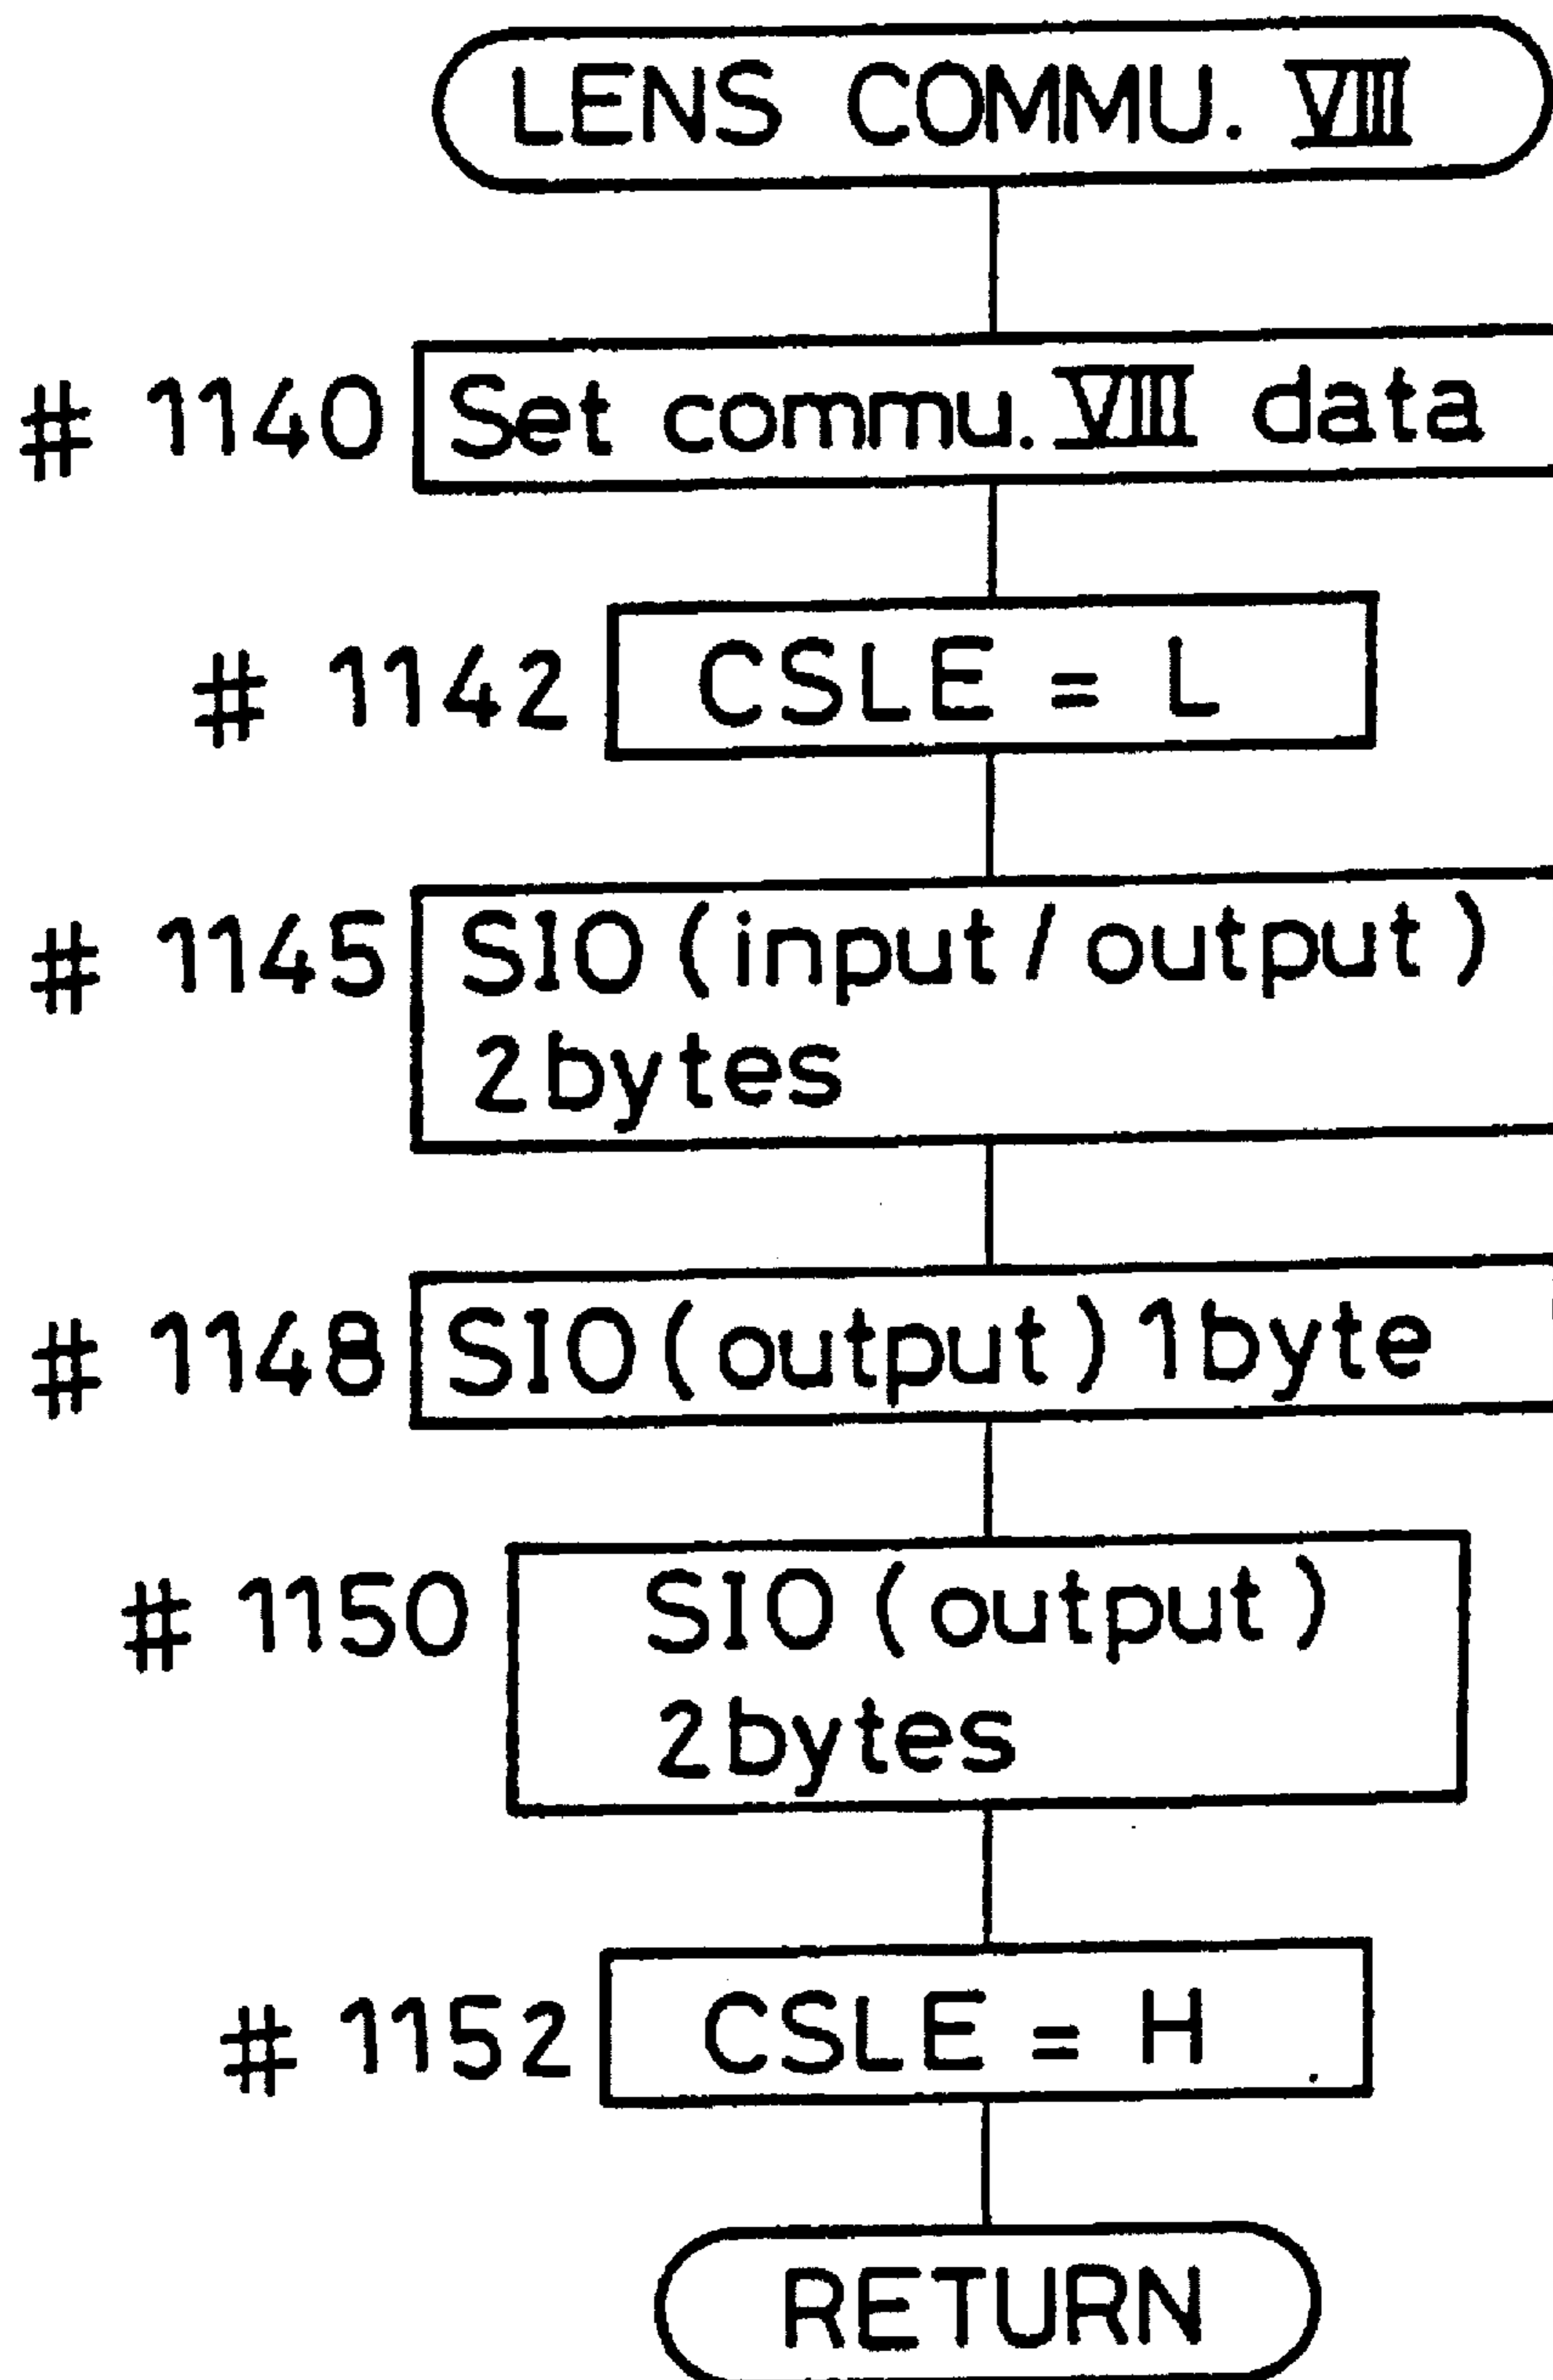 LENS COMMU. VIII
# 1140 Set commu. VIII data
# 1142 CSLE = L
# 1145 SIO (input/output)
2bytes
# 1148 SIO(output) 1byte
# 1150 SIO (output)
2bytes
# 1152 CSLE = H
RETURN